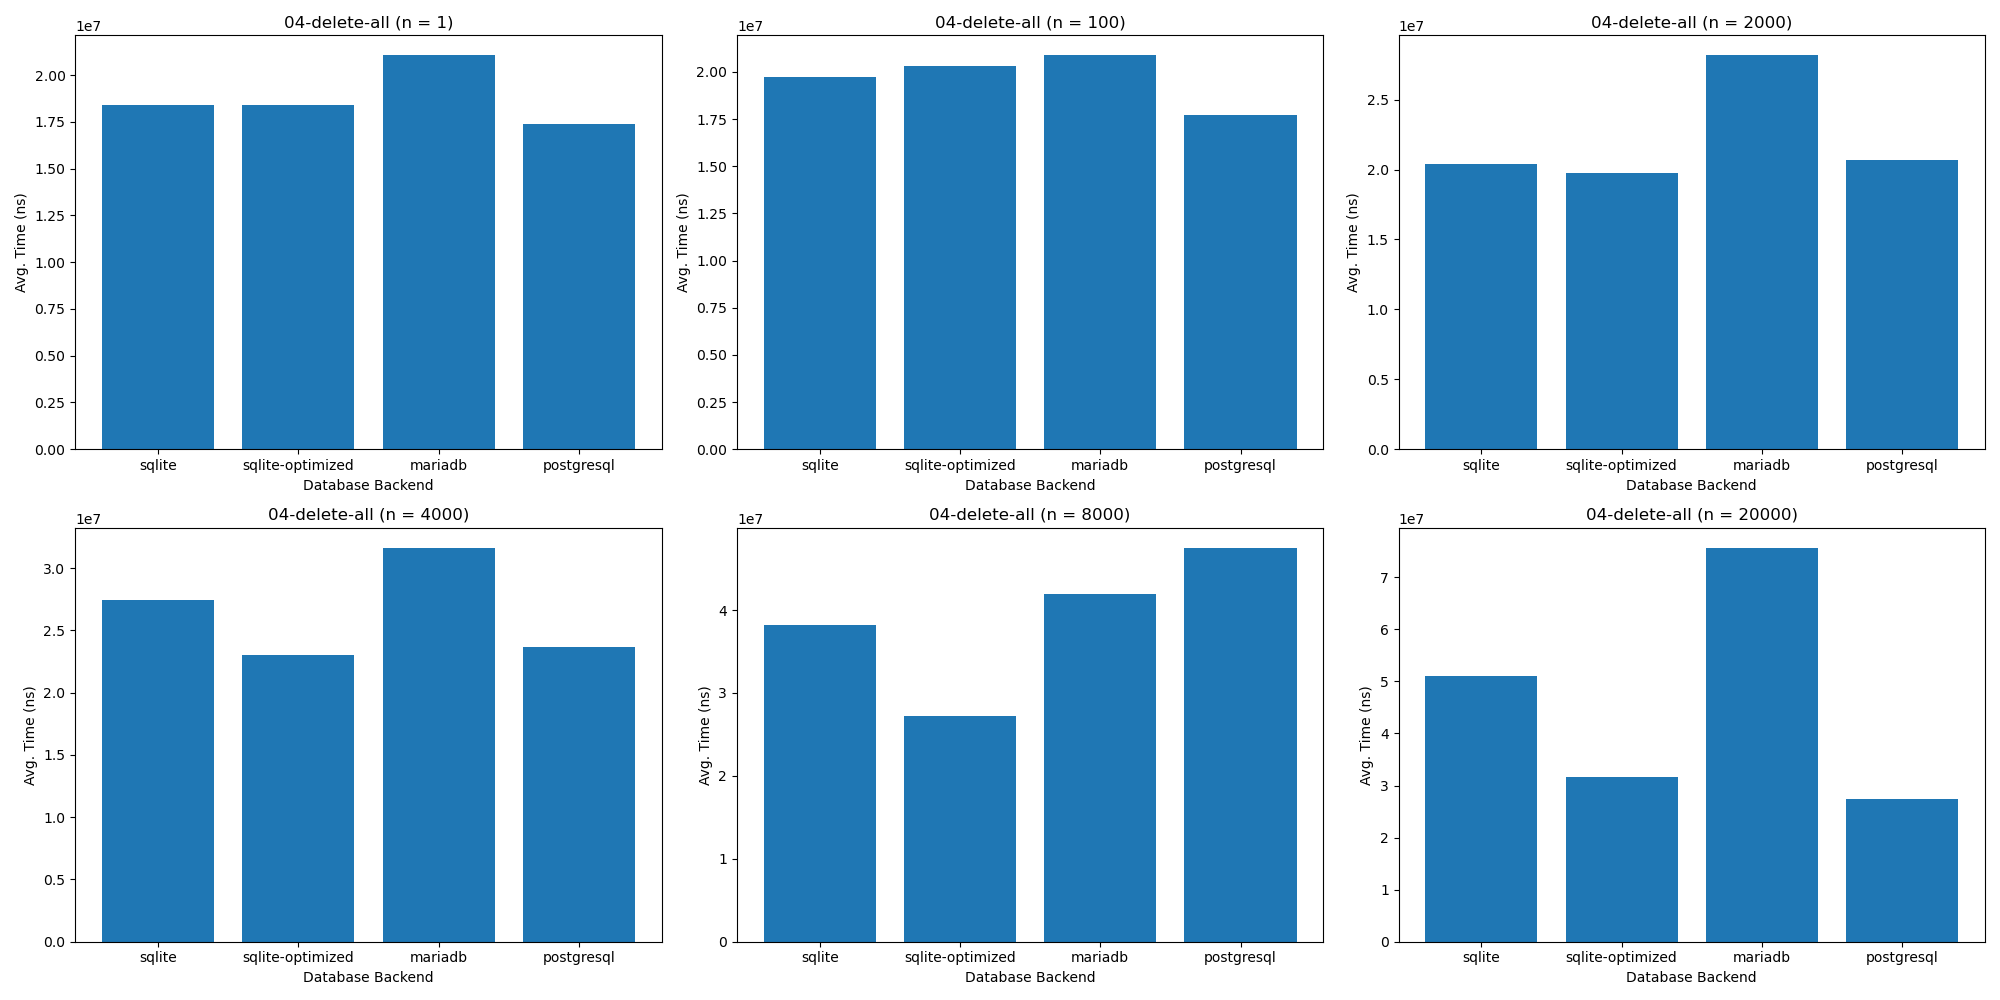 04-delete-all (n = 1)
1e7
2.00
1.75
1.50
1.25
1.00
0.75
0.50
0.25
0.00
Avg. Time (ns)
sqlite
sqlite-optimized
mariadb
postgresql
Database Backend
04-delete-all (n = 100)
1e7
2.00
1.75
1.50
1.25
1.00
0.75
0.50
0.25
0.00
Avg. Time (ns)
sqlite
sqlite-optimized
mariadb
postgresql
Database Backend
04-delete-all (n = 2000)
1e7
2.5
2.0
1.5
1.0
0.5
0.0
Avg. Time (ns)
sqlite
sqlite-optimized
mariadb
postgresql
Database Backend
04-delete-all (n = 4000)
1e7
3.0
2.5
2.0
1.5
1.0
0.5
0.0
Avg. Time (ns)
sqlite
sqlite-optimized
mariadb
postgresql
Database Backend
04-delete-all (n = 8000)
1e7
4
3
2
1
0
Avg. Time (ns)
sqlite
sqlite-optimized
mariadb
postgresql
Database Backend
04-delete-all (n = 20000)
1e7
7
6
5
4
3
2
1
0
Avg. Time (ns)
sqlite
sqlite-optimized
mariadb
postgresql
Database Backend